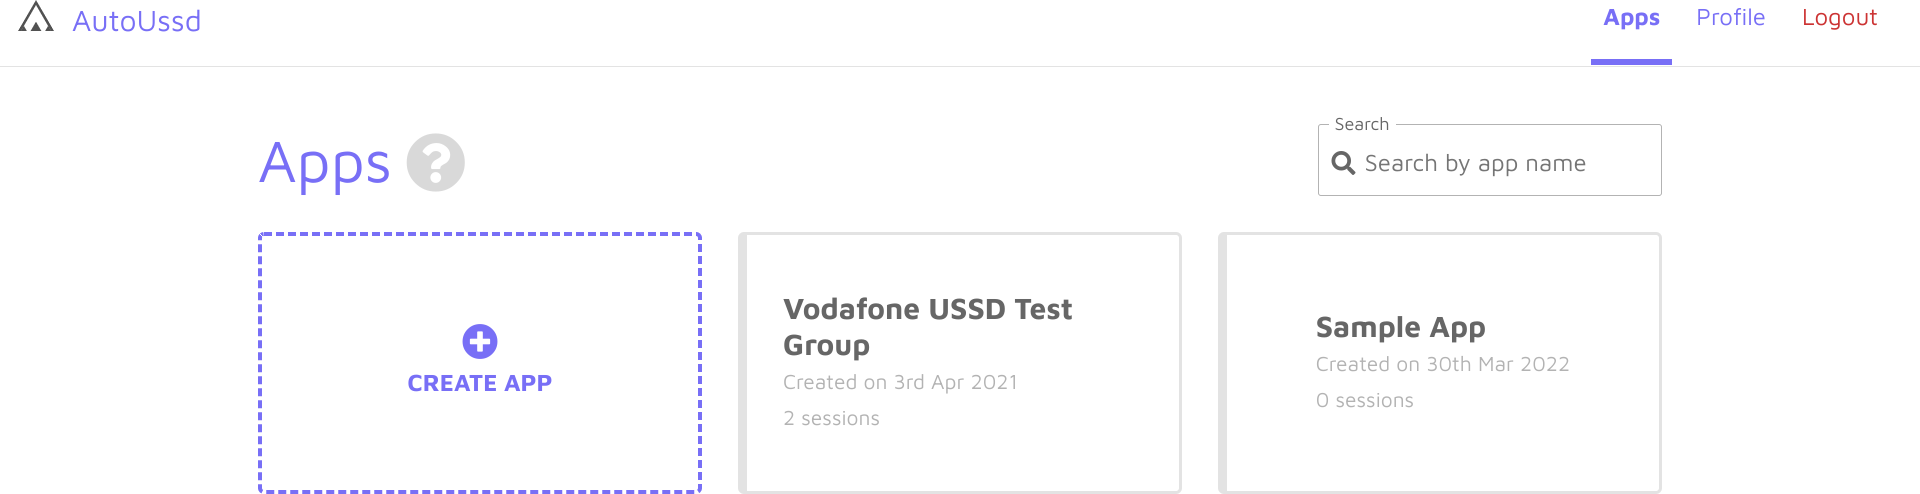 AutoUssd
Apps
Profile
Logout
Apps
?
Search
Search by app name
CREATE APP
Vodafone USSD Test
Group
Created on 3rd Apr 2021
2 sessions
Sample App
Created on 30th Mar 2022
0 sessions